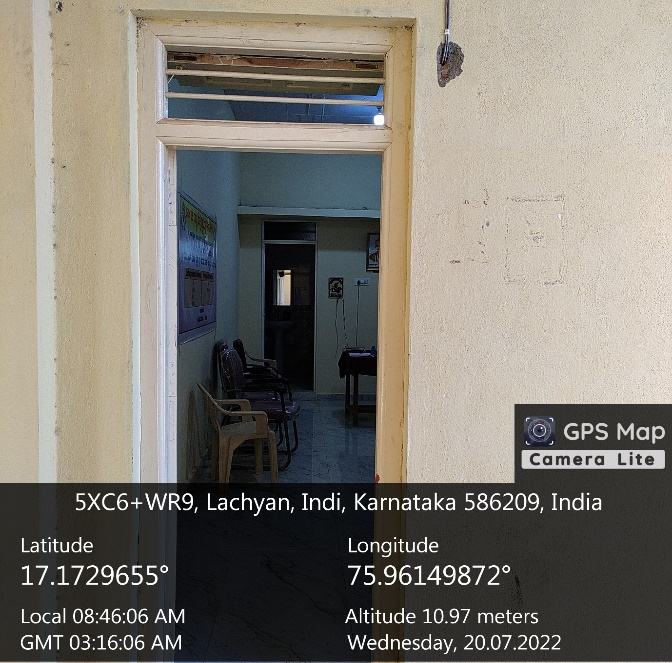 GPS Map
Camera Lite
5XC6+WR9, Lachyan, Indi, Karnataka 586209, India
Latitude
17.1729655°
Longitude
75.96149872°
Local 08:46:06 AM
GMT 03:16:06 AM
Altitude 10.97 meters
Wednesday, 20.07.2022